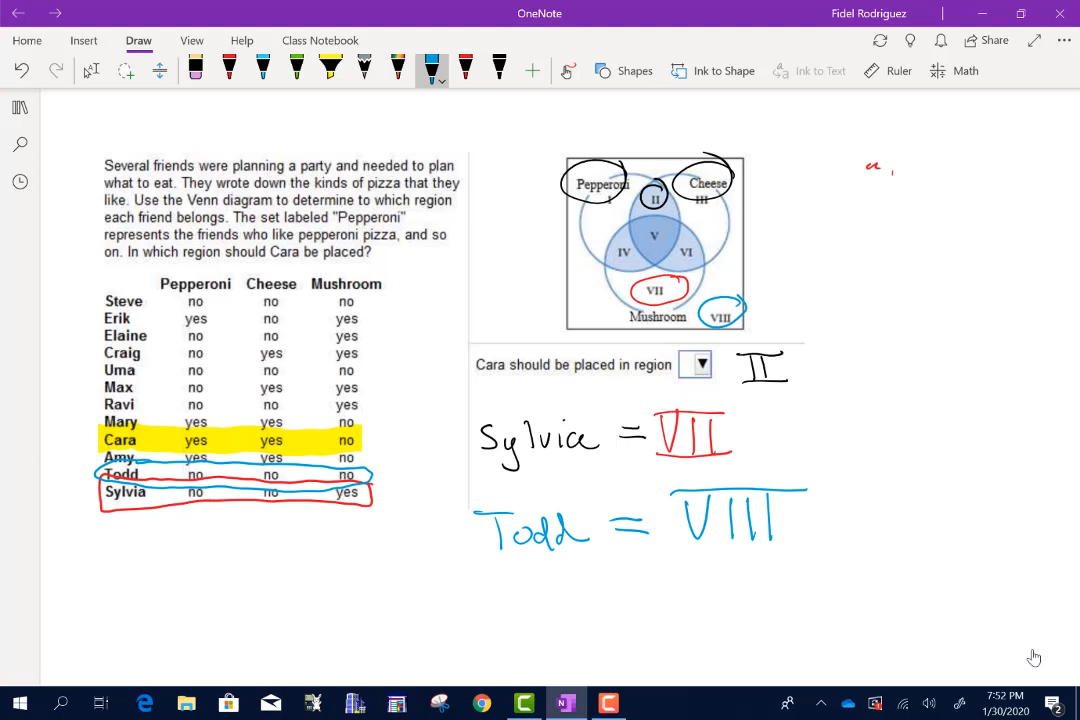 OneNote
Fidel Rodriguez
Home Insert Draw View Help Class Notebook
Share
Shapes Ink to Shape Ink to Text Ruler Math
Several friends were planning a party and needed to plan
what to eat. They wrote down the kinds of pizza that they
like. Use the Venn diagram to determine to which region
each friend belongs. The set labeled "Pepperoni"
represents the friends who like pepperoni pizza, and so
on. In which region should Cara be placed?
Pepperoni Cheese Mushroom
Steve no no no
Erik yes no yes
Elaine no no yes
Craig no yes yes
Uma no no no
Max no yes yes
Ravi no no yes
Mary yes yes no
Cara yes yes no
Amy yes yes no
Todd no no no
Sylvia no no yes
Pepperoni Cheese
I II III
V
IV VI
VII
Mushroom VIII
Cara should be placed in region II
Sylvia = VII
Todd = VIII
7:52 PM
1/30/2020
2